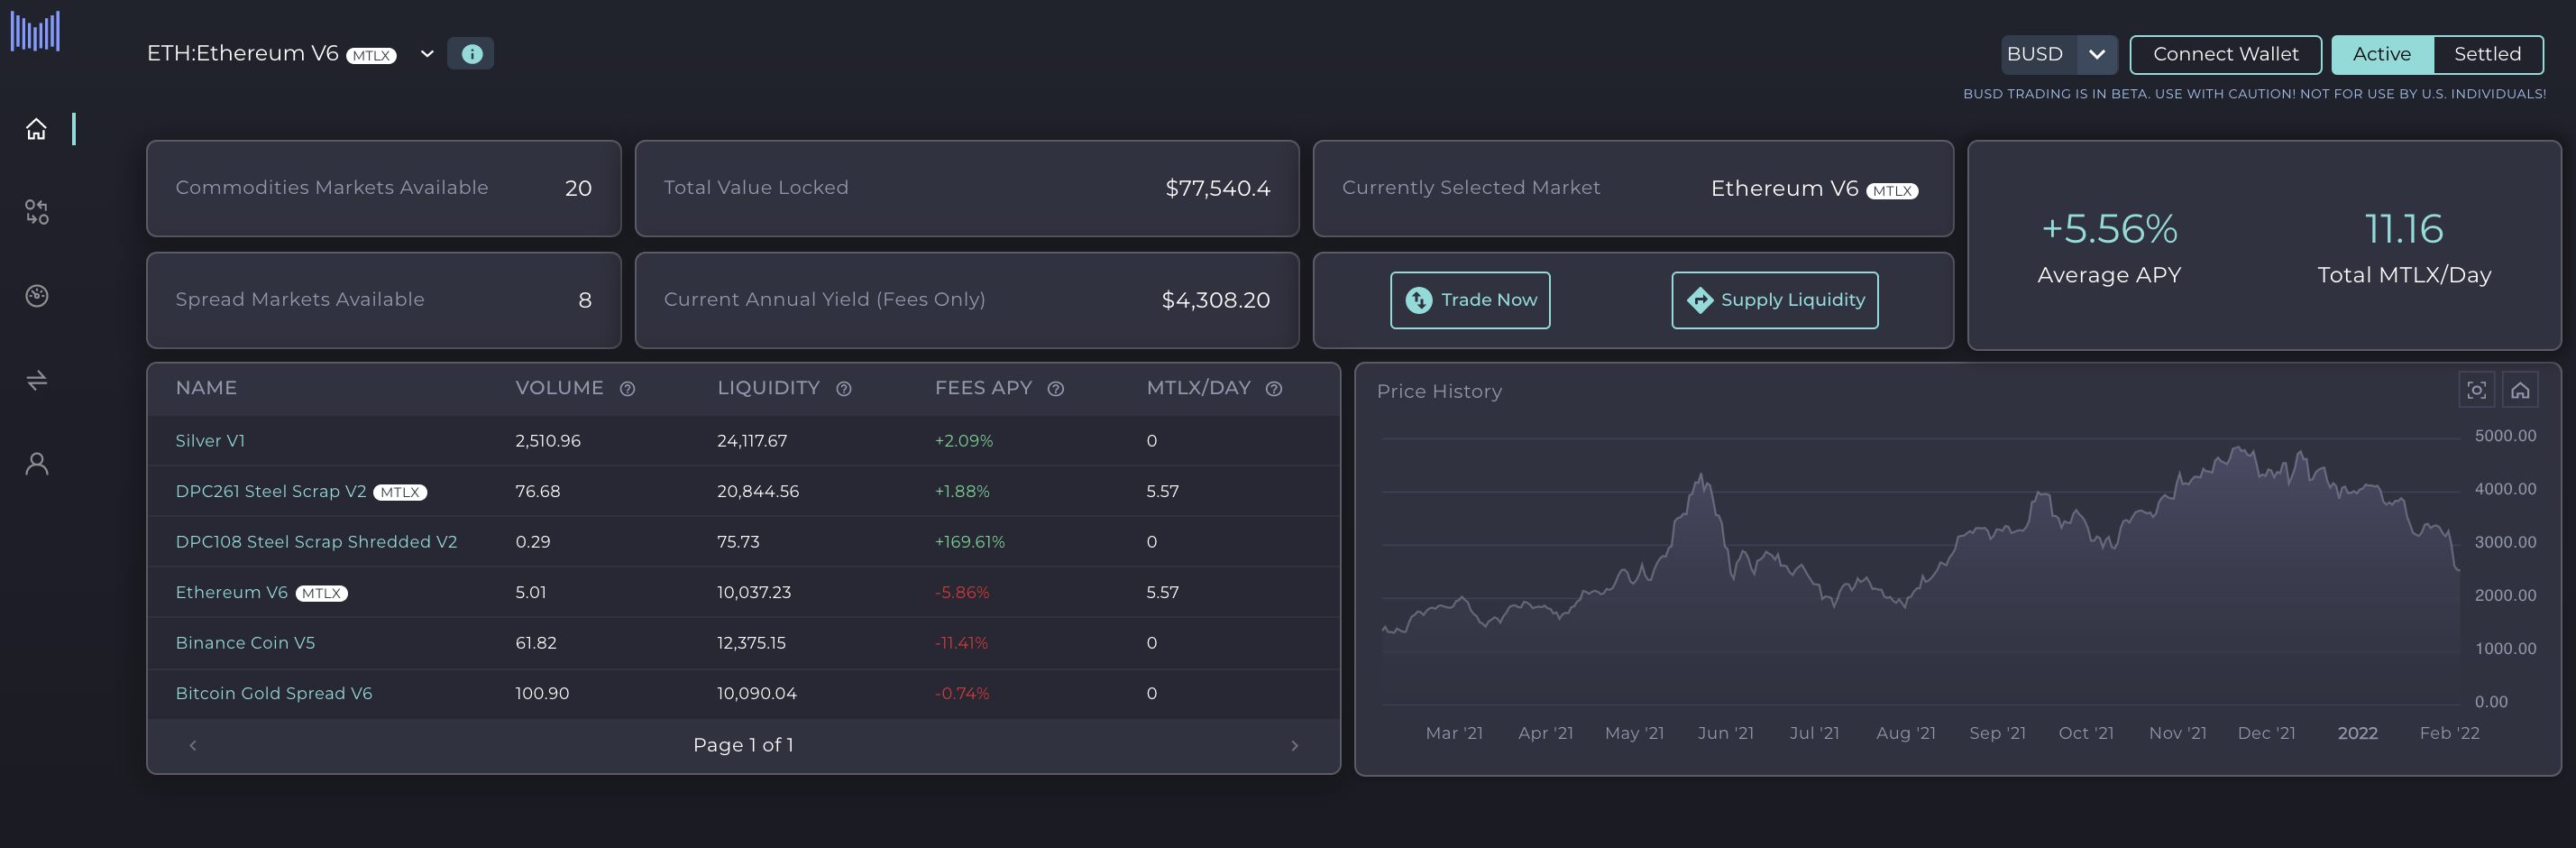 ETH:Ethereum V6 MTLX
BUSD
Connect Wallet
Active
Settled
BUSD TRADING IS IN BETA. USE WITH CAUTION! NOT FOR USE BY U.S. INDIVIDUALS!
Commodities Markets Available 20
Total Value Locked $77,540.4
Currently Selected Market Ethereum V6 MTLX
+5.56%
Average APY
11.16
Total MTLX/Day
Spread Markets Available 8
Current Annual Yield (Fees Only) $4,308.20
Trade Now
Supply Liquidity
NAME VOLUME LIQUIDITY FEES APY MTLX/DAY
Silver V1 2,510.96 24,117.67 +2.09% 0
DPC261 Steel Scrap V2 MTLX 76.68 20,844.56 +1.88% 5.57
DPC108 Steel Scrap Shredded V2 0.29 75.73 +169.61% 0
Ethereum V6 MTLX 5.01 10,037.23 -5.86% 5.57
Binance Coin V5 61.82 12,375.15 -11.41% 0
Bitcoin Gold Spread V6 100.90 10,090.04 -0.74% 0
Page 1 of 1
Price History
5000.00
4000.00
3000.00
2000.00
1000.00
0.00
Mar '21 Apr '21 May '21 Jun '21 Jul '21 Aug '21 Sep '21 Oct '21 Nov '21 Dec '21 2022 Feb '22